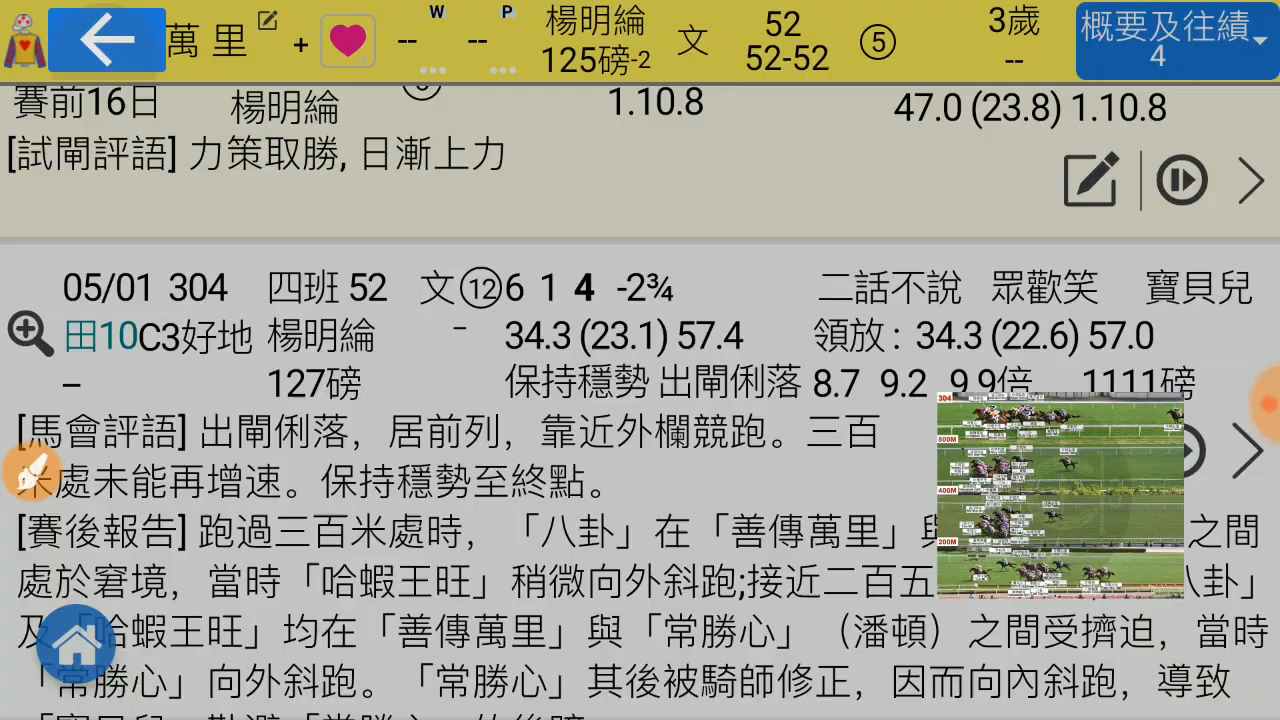 萬 里 + -- W -- P 楊明綸 125磅-2 文 52 52-52 5 3歲 -- 概要及往績 4
賽前16日 楊明綸 1.10.8 47.0 (23.8) 1.10.8
[試閘評語] 力策取勝, 日漸上力
05/01 304 四班 52 文 12 6 1 4 -2¾ 二話不說 眾歡笑 寶貝兒
田10C3好地 楊明綸 – 34.3 (23.1) 57.4 領放 : 34.3 (22.6) 57.0
– 127磅 保持穩勢 出閘俐落 8.7 9.2 9.9倍 1111磅
[馬會評語] 出閘俐落，居前列，靠近外欄競跑。三百
米處未能再增速。保持穩勢至終點。
[賽後報告] 跑過三百米處時，「八卦」在「善傳萬里」與 之間
處於窘境，當時「哈蝦王旺」稍微向外斜跑;接近二百五 八卦」
及「哈蝦王旺」均在「善傳萬里」與「常勝心」（潘頓）之間受擠迫，當時
「常勝心」向外斜跑。「常勝心」其後被騎師修正，因而向內斜跑，導致
304
600M
400M
200M